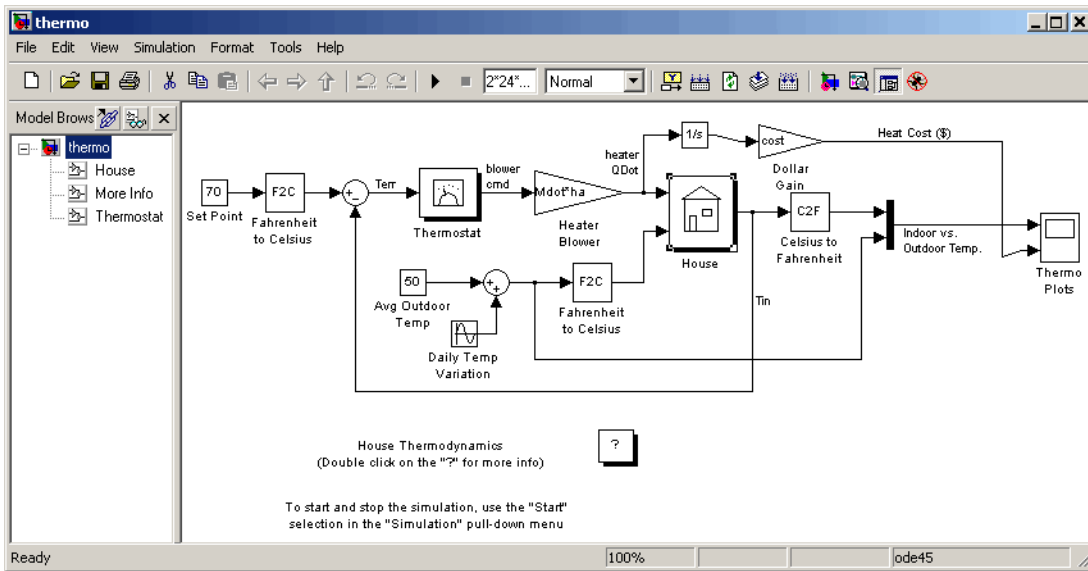 thermo
File Edit View Simulation Format Tools Help
2*24*... Normal
Model Brows
thermo
House
More Info
Thermostat
70
Set Point
F2C
Fahrenheit
to Celsius
+
-
Terr
Thermostat
blower
cmd
Mdot*ha
Heater
Blower
heater
QDot
1/s
cost
Dollar
Gain
Heat Cost ($)
House
C2F
Celsius to
Fahrenheit
Indoor vs.
Outdoor Temp.
Thermo
Plots
50
Avg Outdoor
Temp
+
+
Daily Temp
Variation
F2C
Fahrenheit
to Celsius
Tin
House Thermodynamics
(Double click on the "?" for more info)
?
To start and stop the simulation, use the "Start"
selection in the "Simulation" pull-down menu
Ready 100% ode45